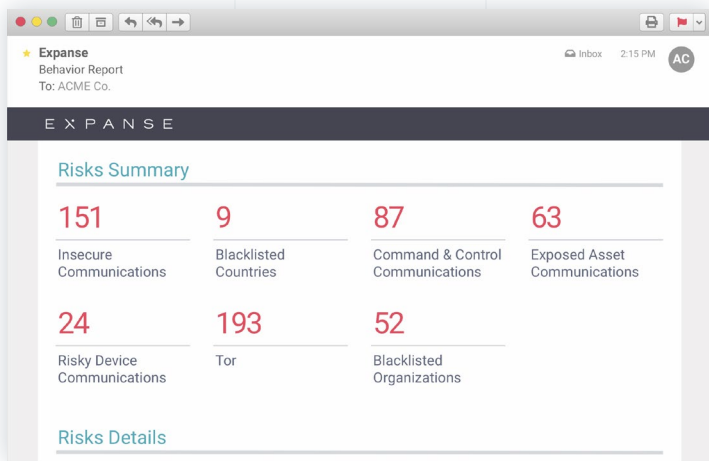 Expanse
Inbox 2:15 PM AC
Behavior Report
To: ACME Co.
EXPANSE
Risks Summary
151 9 87 63
Insecure Blacklisted Command & Control Exposed Asset
Communications Countries Communications Communications
24 193 52
Risky Device Tor Blacklisted
Communications Organizations
Risks Details